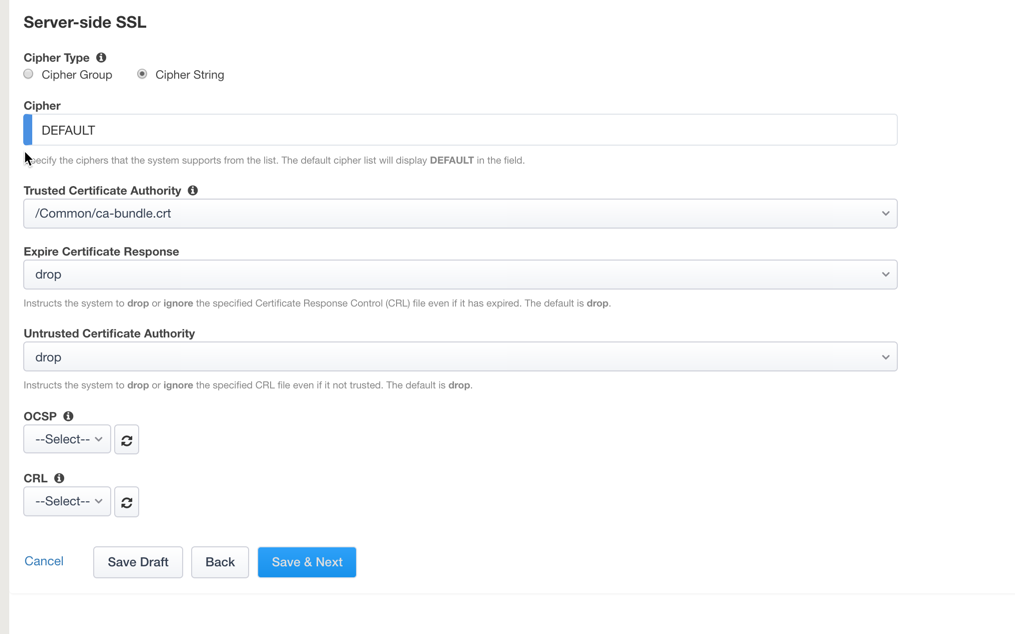 Server-side SSL
Cipher Type
Cipher Group Cipher String
Cipher
DEFAULT
pecify the ciphers that the system supports from the list. The default cipher list will display DEFAULT in the field.
Trusted Certificate Authority
/Common/ca-bundle.crt
Expire Certificate Response
drop
Instructs the system to drop or ignore the specified Certificate Response Control (CRL) file even if it has expired. The default is drop.
Untrusted Certificate Authority
drop
Instructs the system to drop or ignore the specified CRL file even if it not trusted. The default is drop.
OCSP
--Select--
CRL
--Select--
Cancel Save Draft Back Save & Next